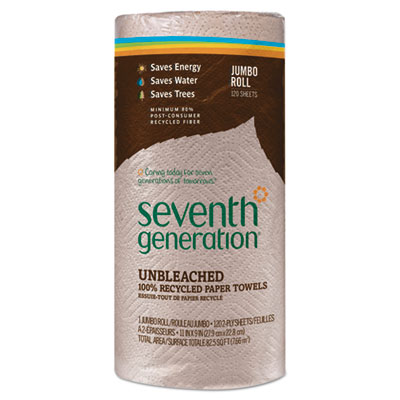 Saves Energy
Saves Water
Saves Trees
MINIMUM 80%
POST-CONSUMER
RECYCLED FIBER
JUMBO
ROLL
120 SHEETS
Caring today for seven
generations of tomorrows.®
seventh
generation®
UNBLEACHED
100% RECYCLED PAPER TOWELS
ESSUIE-TOUT DE PAPIER RECYCLÉ
1 JUMBO ROLL/ROULEAU JUMBO • 120 2-PLY SHEETS/FEUILLES
À 2-ÉPAISSEURS • 11 IN X 9 IN (27.9 cm X 22.8 cm)
TOTAL AREA/SURFACE TOTALE 82.5 SQ FT (7.66 m²)